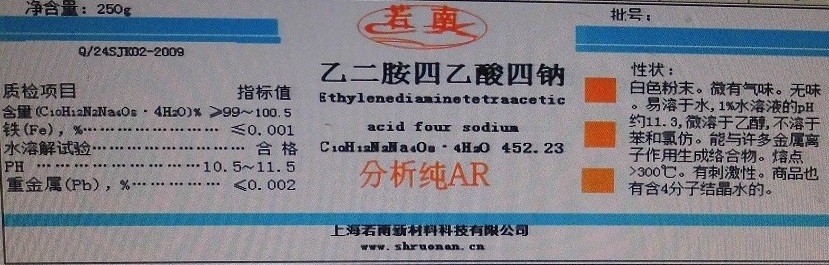 净含量：250g
Q/24SJK02-2009
质检项目 指标值
含量(C10H12N2Na4O8·4H2O)% ≥99～100.5
铁(Fe)，%……………… ≤0.001
水溶解试验……………… 合 格
PH ………………………10.5～11.5
重金属(Pb)，%………… ≤0.002
若南
乙二胺四乙酸四钠
Ethylenediaminetetraacetic
acid four sodium
C10H12N2Na4O8·4H2O 452.23
分析纯AR
批号：
性状：
白色粉末。微有气味。无味
。易溶于水,1%水溶液的pH
约11.3,微溶于乙醇,不溶于
苯和氯仿。能与许多金属离
子作用生成络合物。熔点
>300℃。有刺激性。商品也
有含4分子结晶水的。
上海若南新材料科技有限公司
www.shruonan.cn